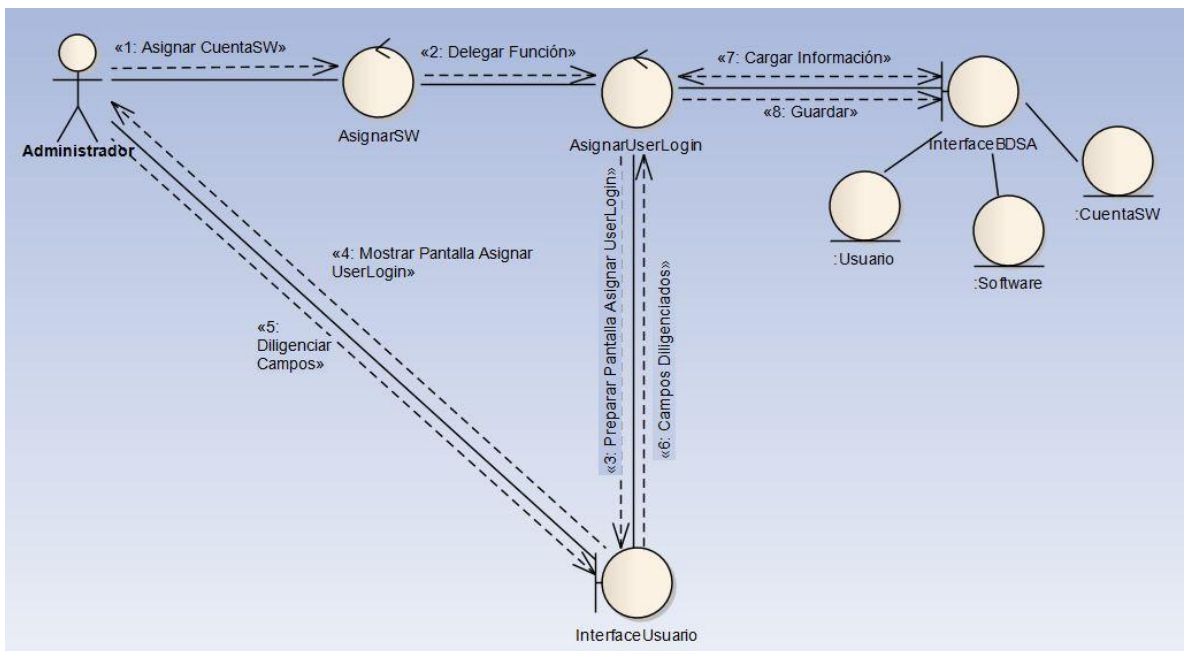 «1: Asignar CuentaSW»
«2: Delegar Función»
«7: Cargar Información»
«8: Guardar»
AsignarSW
AsignarUserLogin
InterfaceBDSA
Administrador
:CuentaSW
:Usuario
:Software
«4: Mostrar Pantalla Asignar
UserLogin»
«3: Preparar Pantalla Asignar UserLogin»
«6: Campos Diligenciados»
«5:
Diligenciar
Campos»
InterfaceUsuario